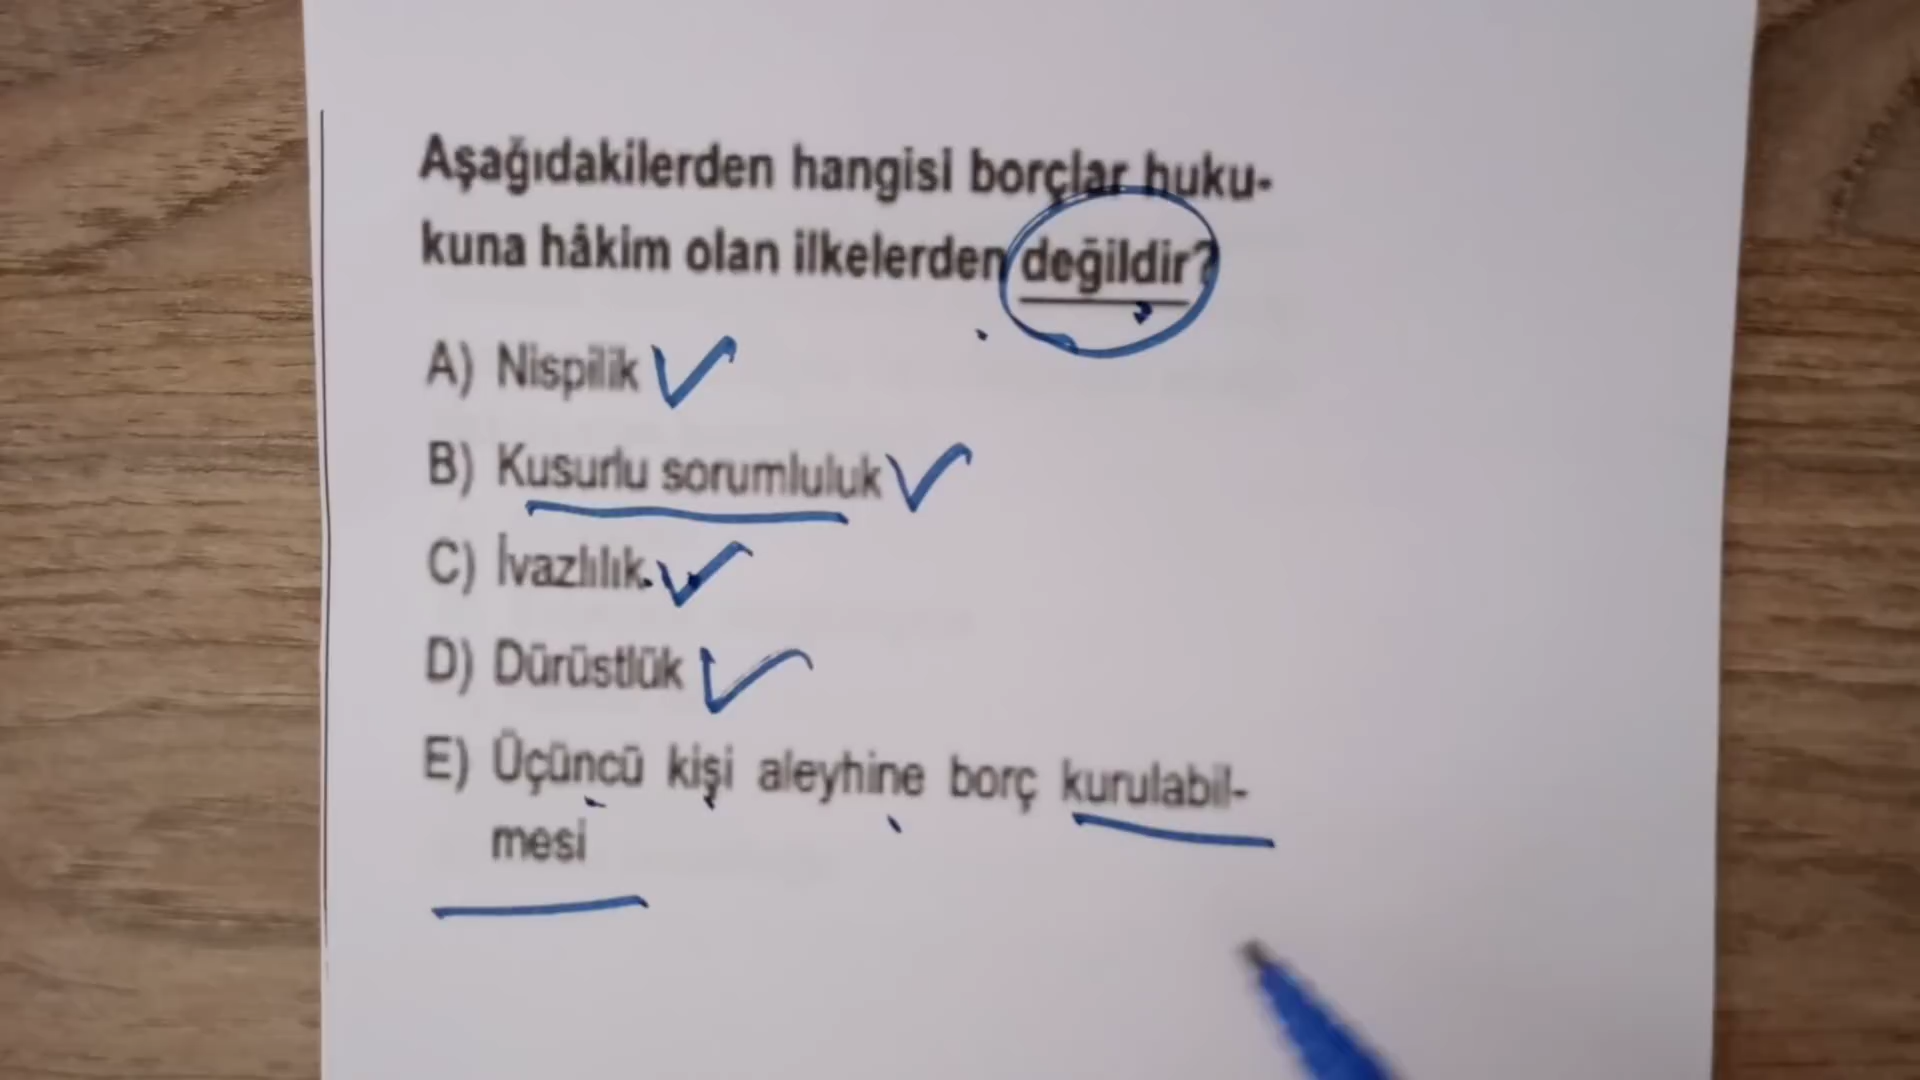 Aşağıdakilerden hangisi borçlar huku-
kuna hâkim olan ilkelerden değildir?
A) Nispilik
B) Kusurlu sorumluluk
C) İvazlılık.
D) Dürüstlük
E) Üçüncü kişi aleyhine borç kurulabil-
mesi